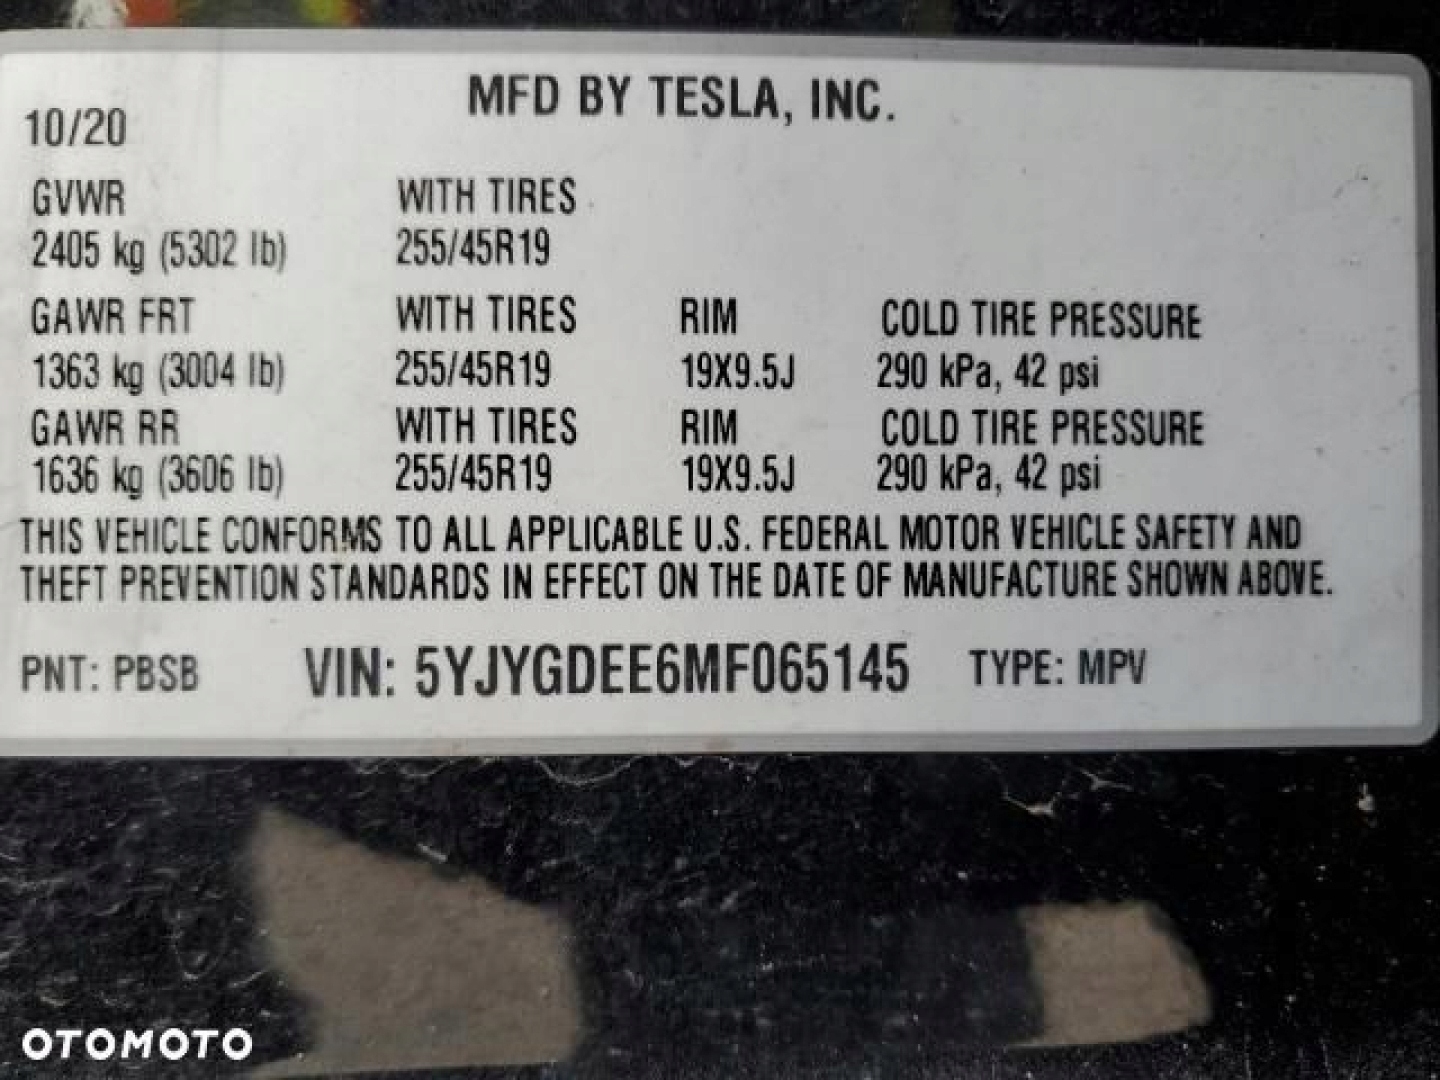 MFD BY TESLA, INC.
10/20
GVWR WITH TIRES
2405 kg (5302 lb) 255/45R19
GAWR FRT WITH TIRES RIM COLD TIRE PRESSURE
1363 kg (3004 lb) 255/45R19 19X9.5J 290 kPa, 42 psi
GAWR RR WITH TIRES RIM COLD TIRE PRESSURE
1636 kg (3606 lb) 255/45R19 19X9.5J 290 kPa, 42 psi
THIS VEHICLE CONFORMS TO ALL APPLICABLE U.S. FEDERAL MOTOR VEHICLE SAFETY AND
THEFT PREVENTION STANDARDS IN EFFECT ON THE DATE OF MANUFACTURE SHOWN ABOVE.
PNT: PBSB VIN: 5YJYGDEE6MF065145 TYPE: MPV
OTOMOTO